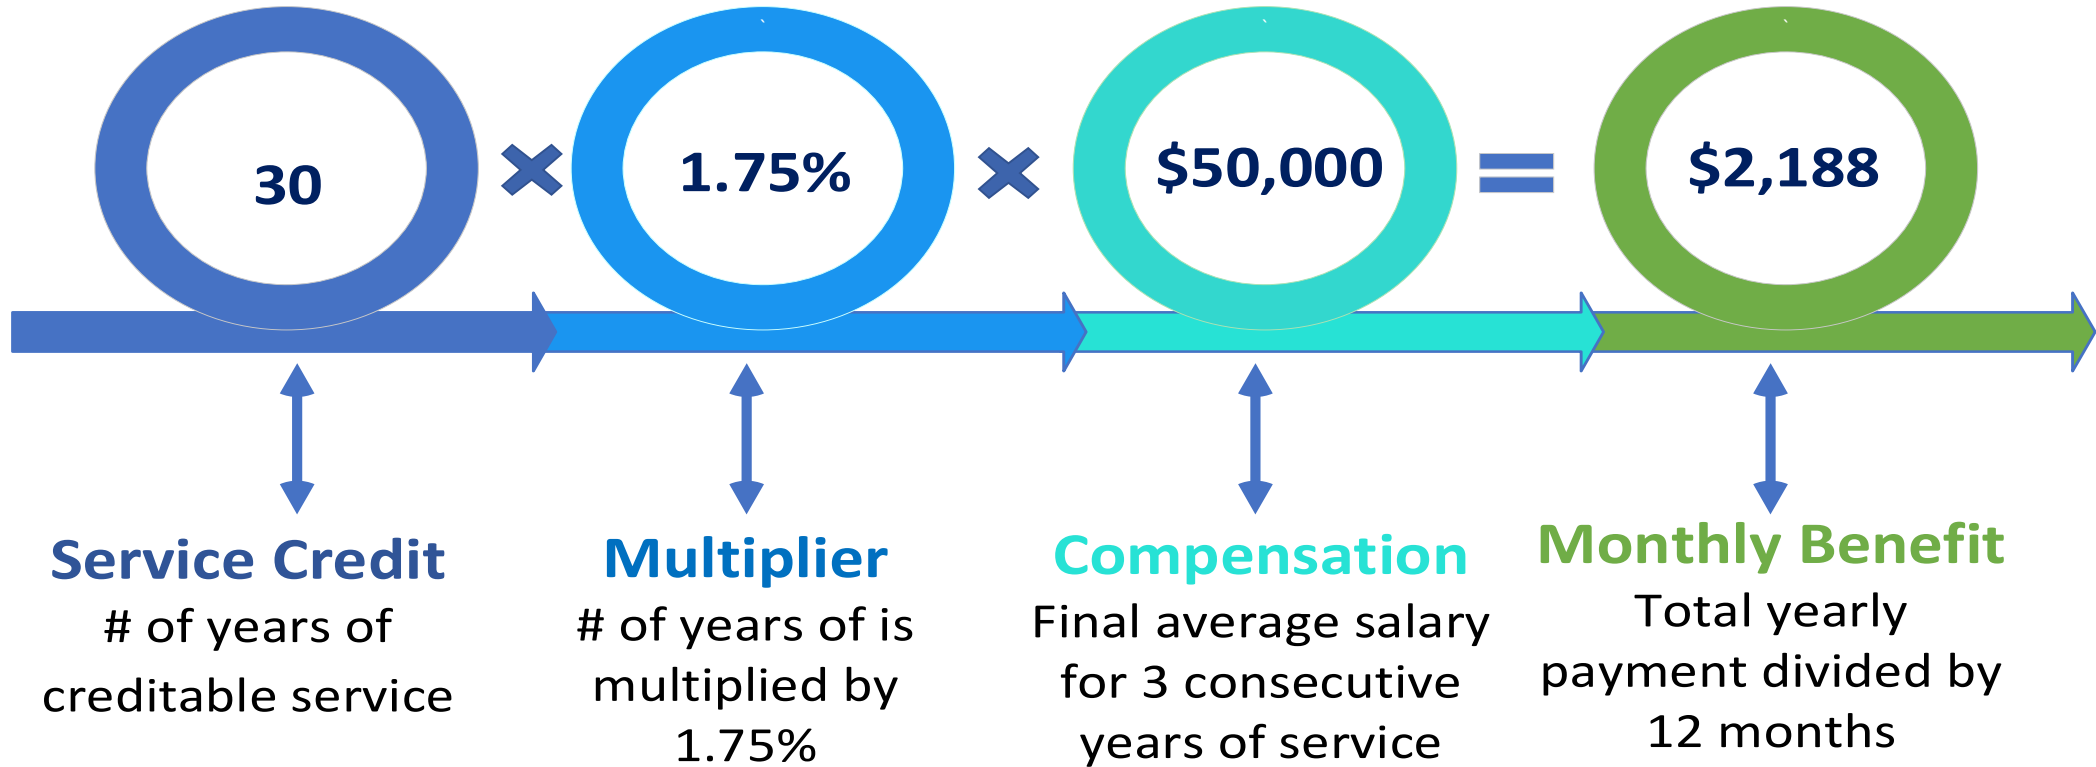 30
1.75%
$50,000
$2,188
Service Credit
# of years of
creditable service
Multiplier
# of years of is
multiplied by
1.75%
Compensation
Final average salary
for 3 consecutive
years of service
Monthly Benefit
Total yearly
payment divided by
12 months